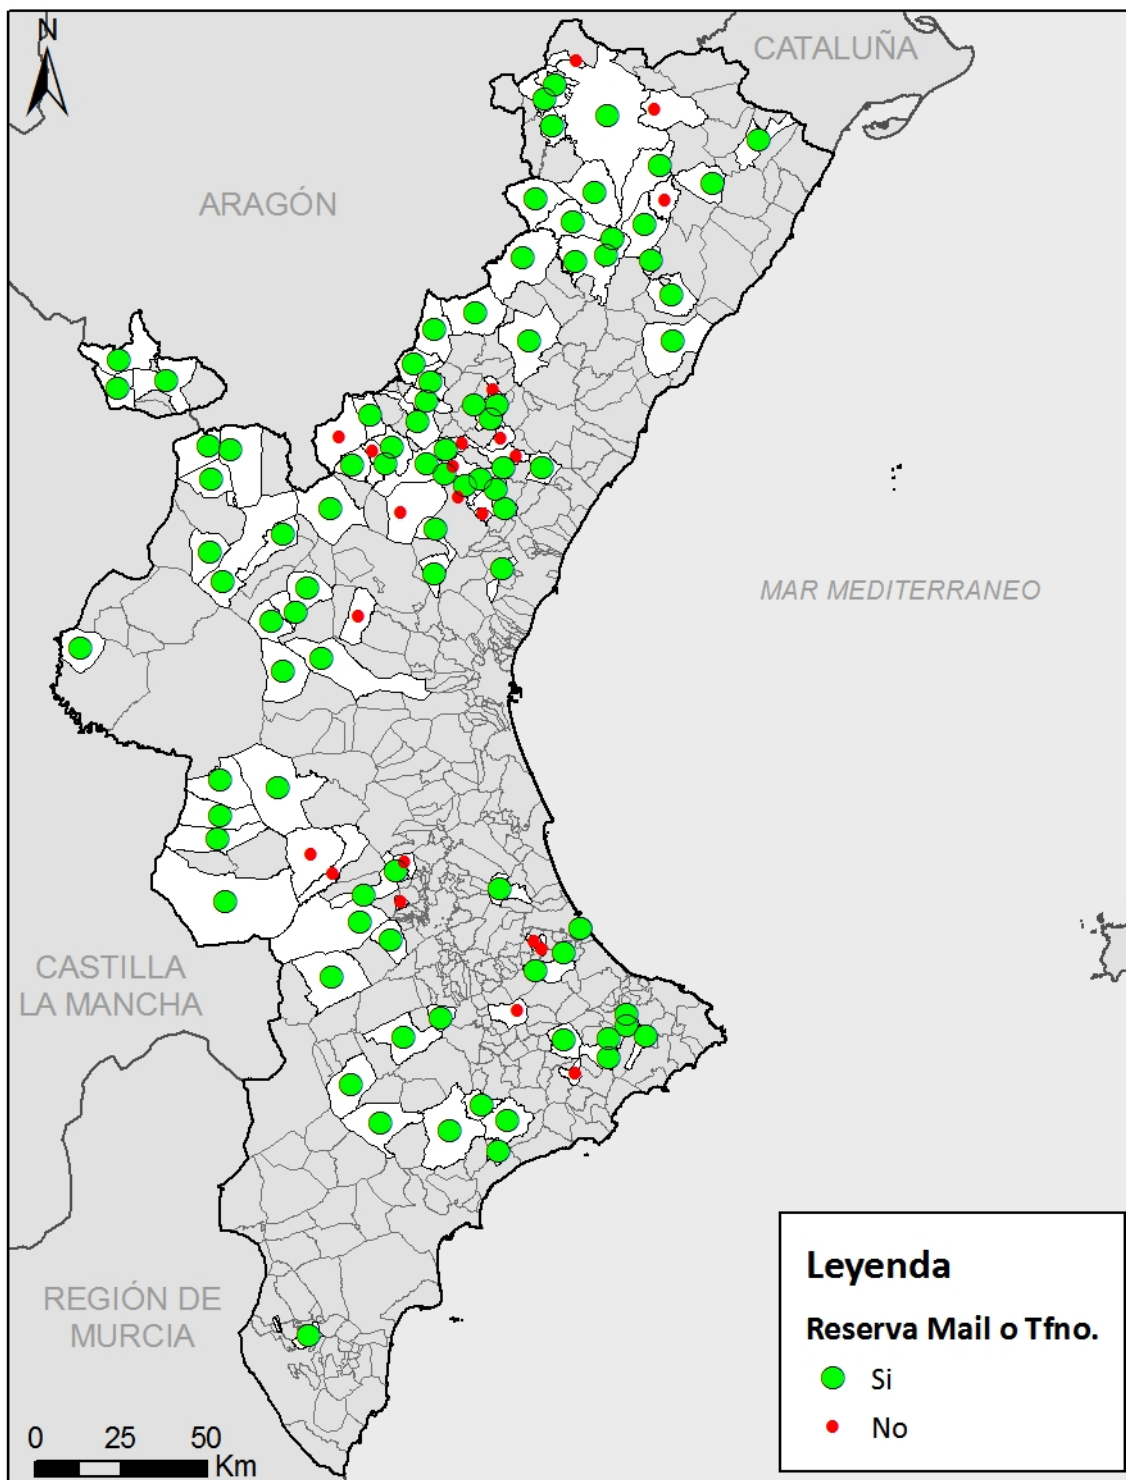 N
CATALUÑA
ARAGÓN
MAR MEDITERRANEO
CASTILLA
LA MANCHA
REGIÓN DE
MURCIA
Leyenda
Reserva Mail o Tfno.
Si
No
0 25 50
Km